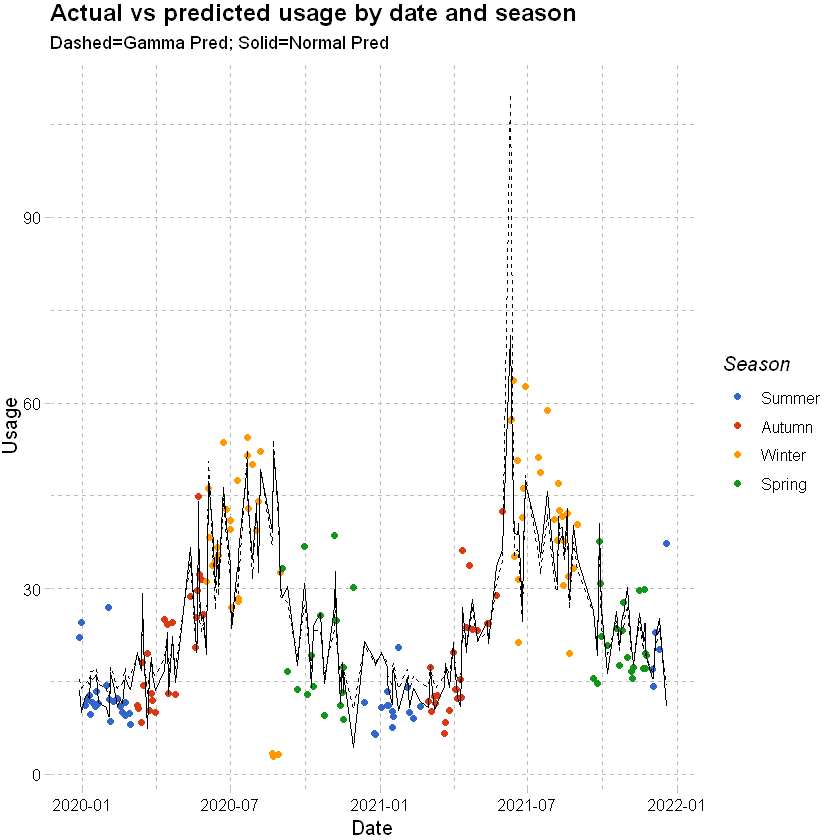 Actual vs predicted usage by date and season
Dashed=Gamma Pred; Solid=Normal Pred
90
60
30
0
Usage
2020-01
2020-07
2021-01
2021-07
2022-01
Date
Season
Summer
Autumn
Winter
Spring